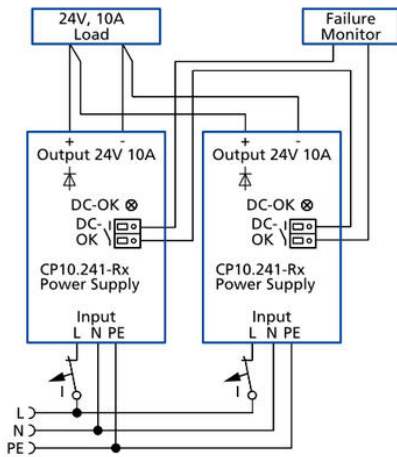 24V, 10A
Load
Failure
Monitor
+ -
Output 24V 10A
DC-OK
DC-
OK
CP10.241-Rx
Power Supply
Input
L N PE
I
+ -
Output 24V 10A
DC-OK
DC-
OK
CP10.241-Rx
Power Supply
Input
L N PE
I
L
N
PE